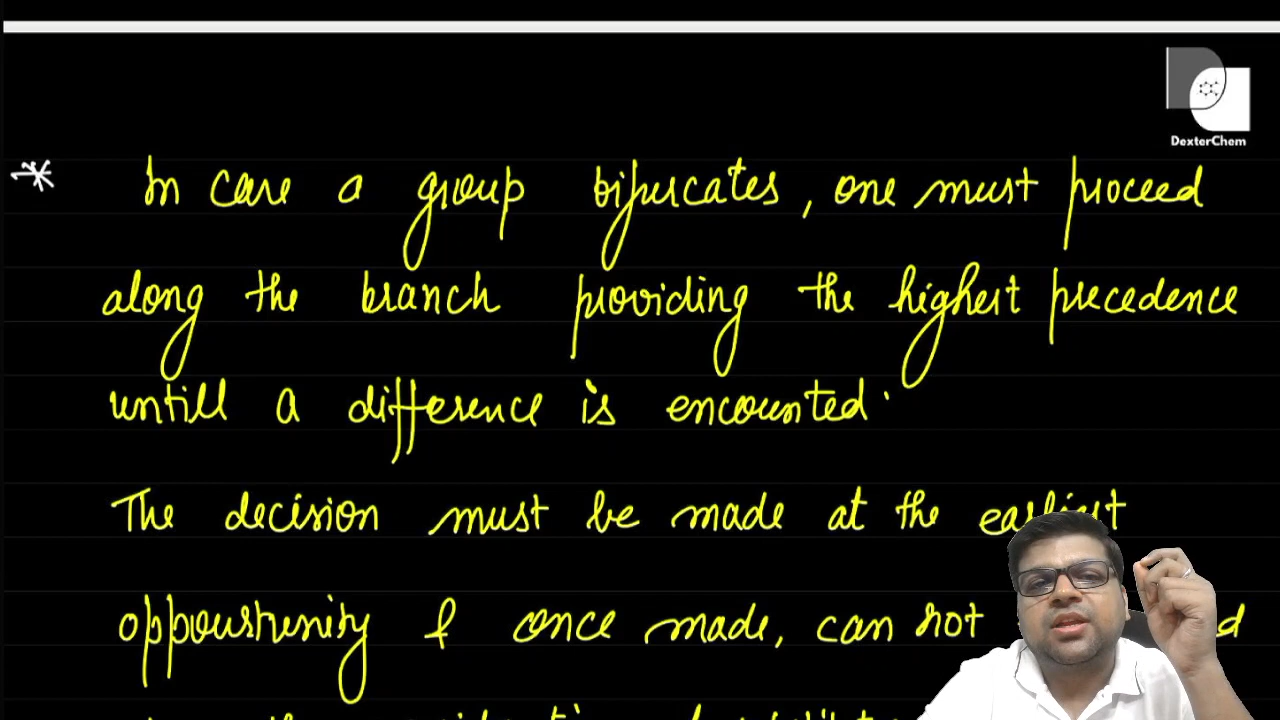 DexterChem
* In case a group bifurcates, one must proceed
along the branch providing the highest precedence
untill a difference is encounted.
The decision must be made at the earliest
opportunity & once made, can not